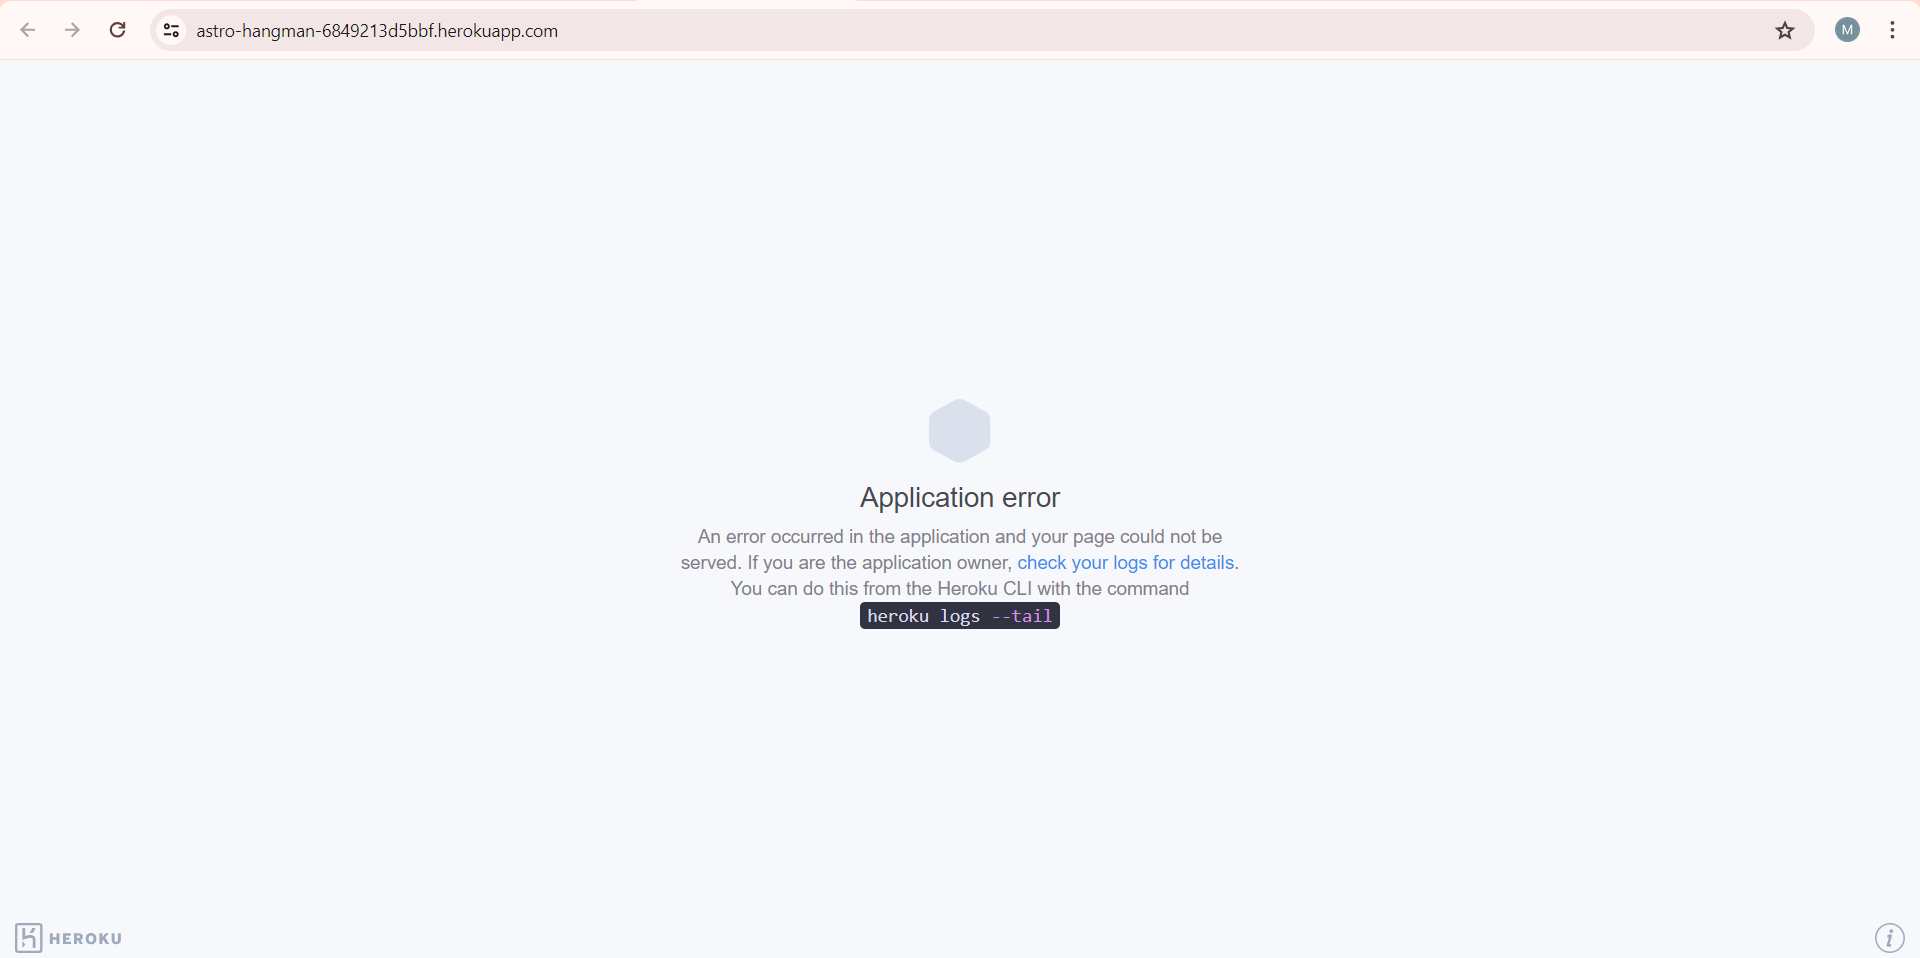 astro-hangman-6849213d5bbf.herokuapp.com
M
Application error
An error occurred in the application and your page could not be
served. If you are the application owner, check your logs for details.
You can do this from the Heroku CLI with the command
heroku logs --tail
HEROKU
i